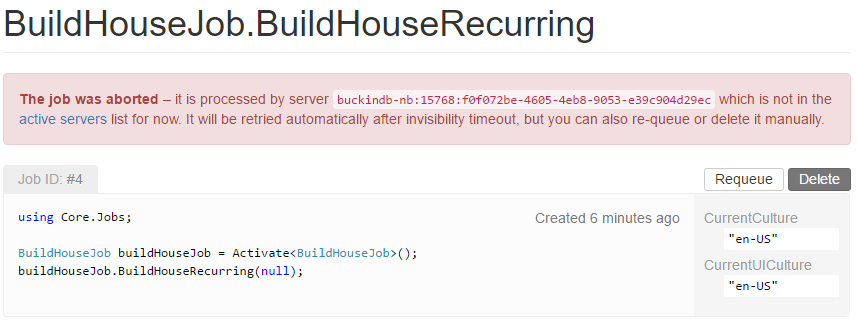 BuildHouseJob.BuildHouseRecurring
The job was aborted – it is processed by server buckindb-nb:15768:f0f072be-4605-4eb8-9053-e39c904d29ec which is not in the
active servers list for now. It will be retried automatically after invisibility timeout, but you can also re-queue or delete it manually.
Job ID: #4
Requeue
Delete
using Core.Jobs;
Created 6 minutes ago
BuildHouseJob buildHouseJob = Activate<BuildHouseJob>();
buildHouseJob.BuildHouseRecurring(null);
CurrentCulture
"en-US"
CurrentUICulture
"en-US"